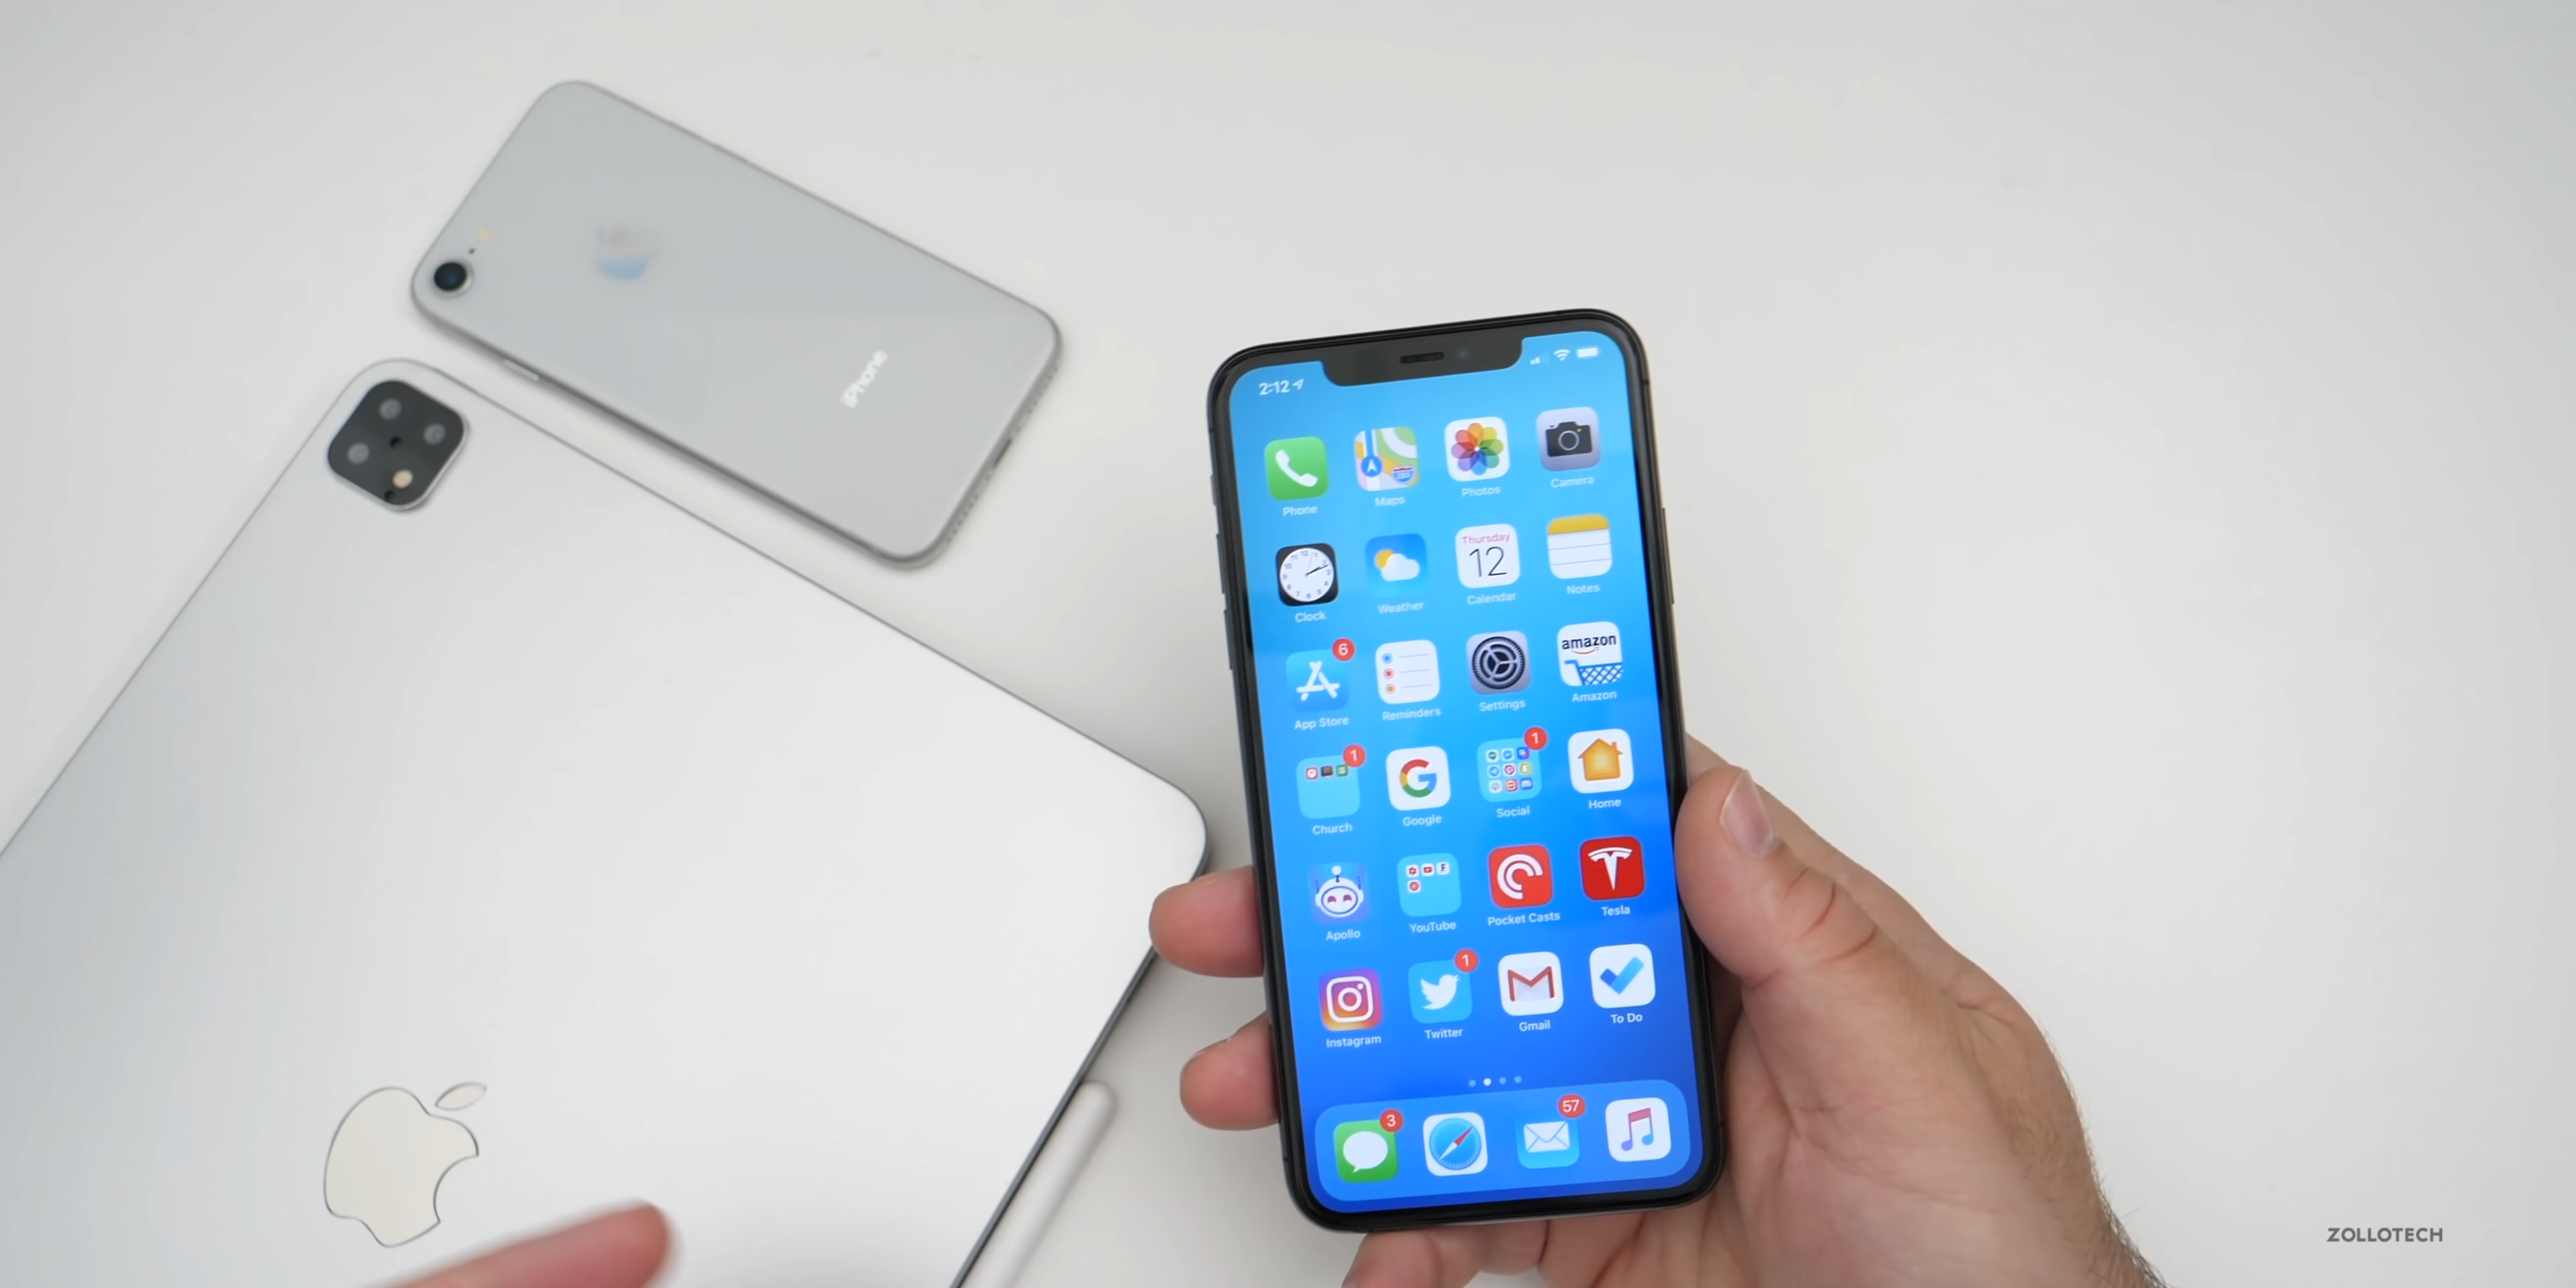 iPhone
2:12
Phone
Maps
Photos
Camera
Thursday
12
Clock
Weather
Calendar
Notes
6
amazon
App Store
Reminders
Settings
Amazon
1
1
Church
Google
Social
Home
Apollo
YouTube
Pocket Casts
Tesla
1
Instagram
Twitter
Gmail
To Do
3
57
ZOLLOTECH